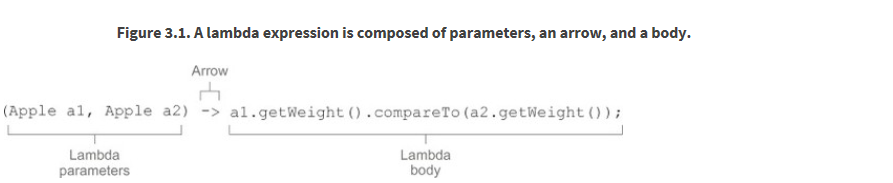 Figure 3.1. A lambda expression is composed of parameters, an arrow, and a body.
Arrow
(Apple a1, Apple a2) -> a1.getWeight().compareTo(a2.getWeight());
Lambda parameters
Lambda body